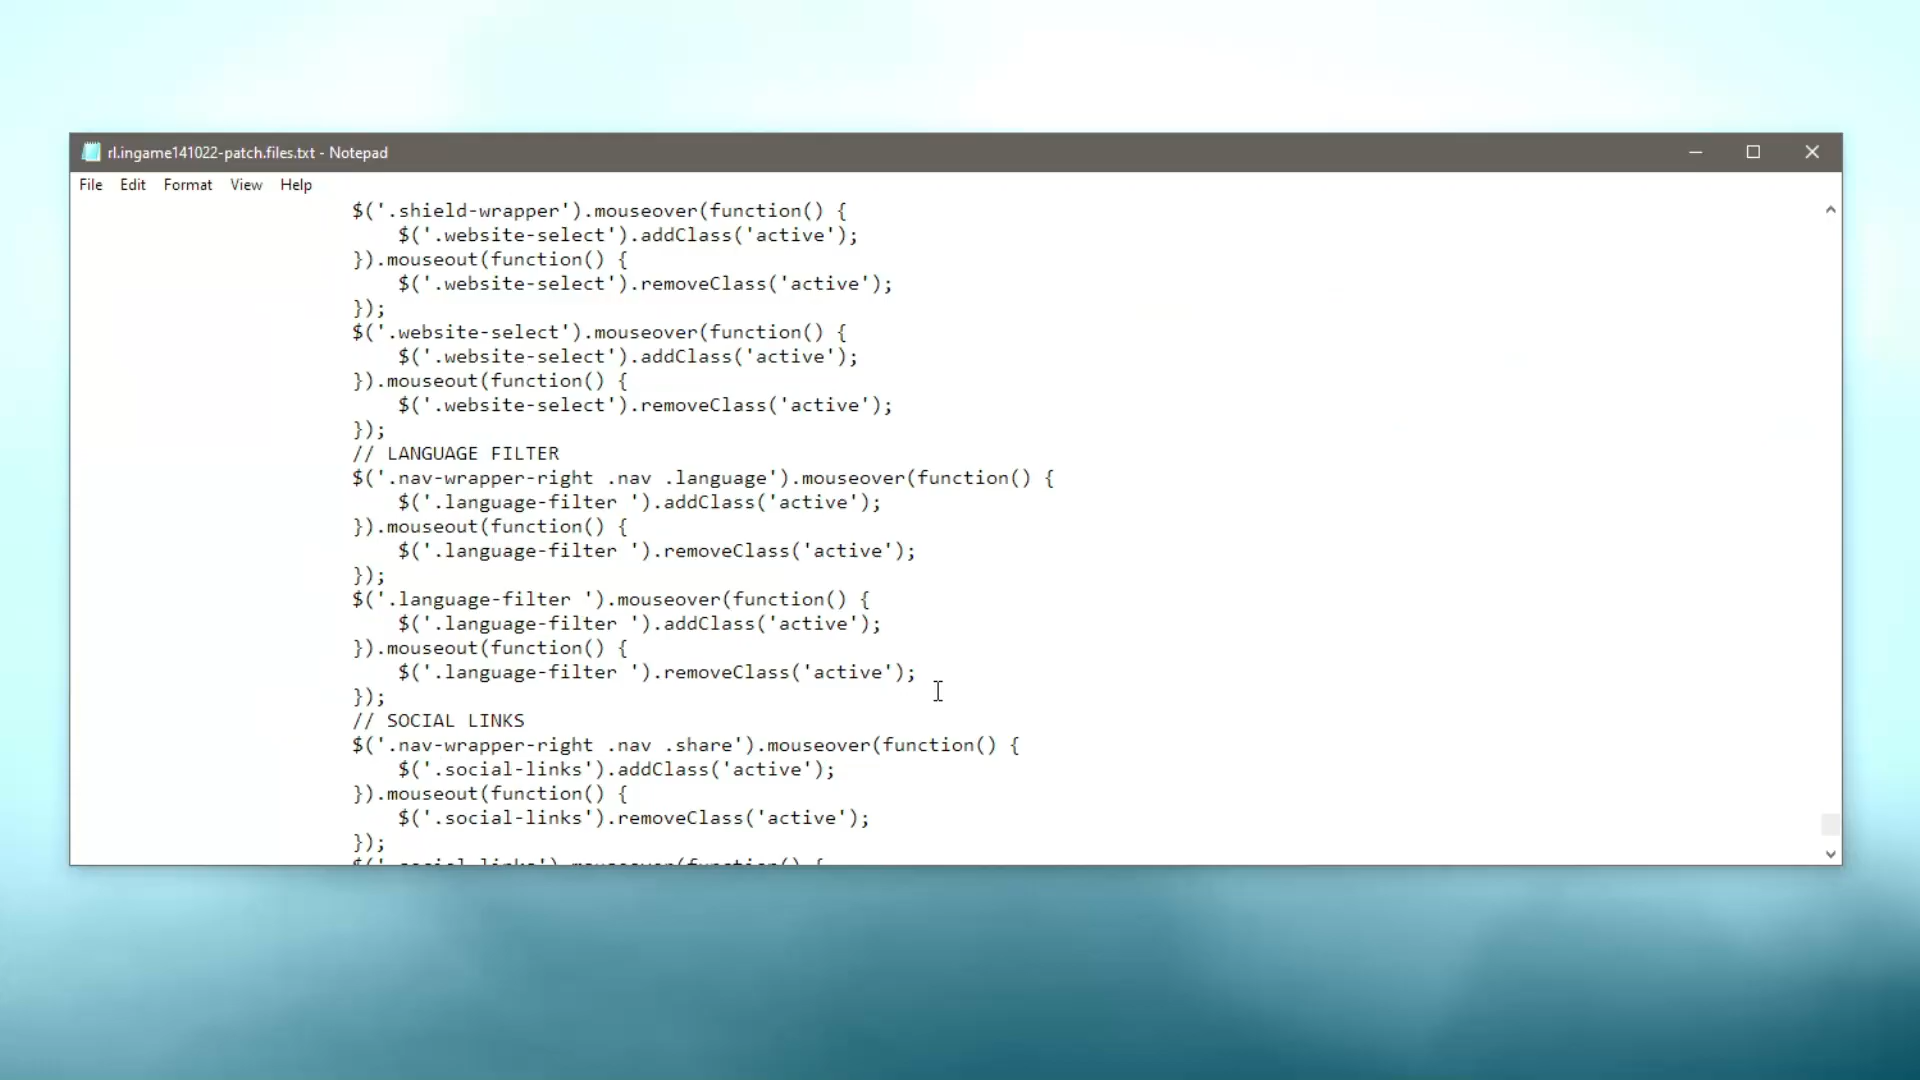 rl.ingame141022-patch.files.txt - Notepad
File Edit Format View Help
$('.shield-wrapper').mouseover(function() {
    $('.website-select').addClass('active');
}).mouseout(function() {
    $('.website-select').removeClass('active');
});
$('.website-select').mouseover(function() {
    $('.website-select').addClass('active');
}).mouseout(function() {
    $('.website-select').removeClass('active');
});
// LANGUAGE FILTER
$('.nav-wrapper-right .nav .language').mouseover(function() {
    $('.language-filter ').addClass('active');
}).mouseout(function() {
    $('.language-filter ').removeClass('active');
});
$('.language-filter ').mouseover(function() {
    $('.language-filter ').addClass('active');
}).mouseout(function() {
    $('.language-filter ').removeClass('active');
});
// SOCIAL LINKS
$('.nav-wrapper-right .nav .share').mouseover(function() {
    $('.social-links').addClass('active');
}).mouseout(function() {
    $('.social-links').removeClass('active');
});
$('.social-links').mouseover(function() {